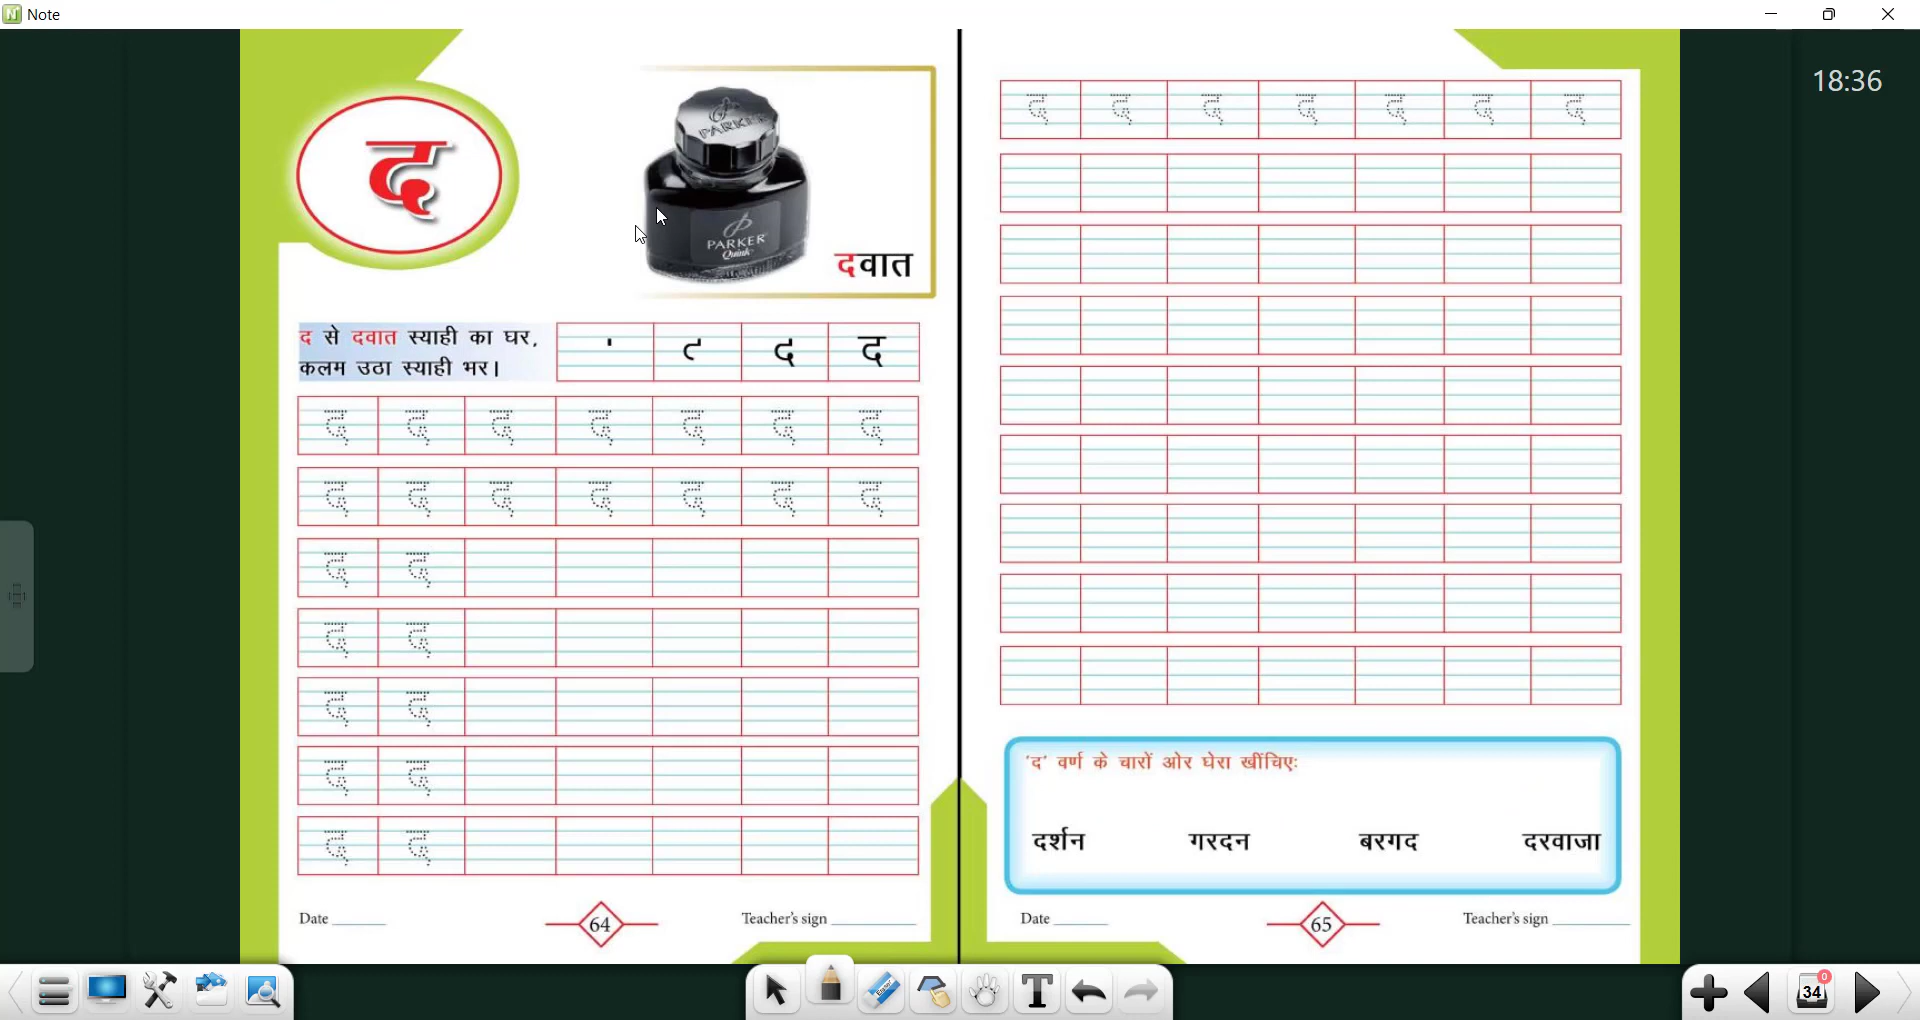 Note
18:36
द
PARKER
PARKER
Quink
दवात
द से दवात स्याही का घर,
कलम उठा स्याही भर।
द द
द द द द द द द
द द द द द द द
द द
द द
द द
द द
द द
Date
64
Teacher's sign
द द द द द द द
'द' वर्ण के चारों ओर घेरा खींचिए:
दर्शन गरदन बरगद दरवाजा
Date
65
Teacher's sign
Eraser
T
34
0